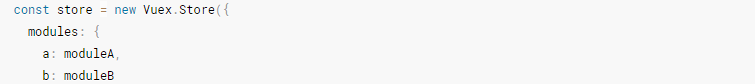 const store = new Vuex.Store({
  modules: {
    a: moduleA,
    b: moduleB